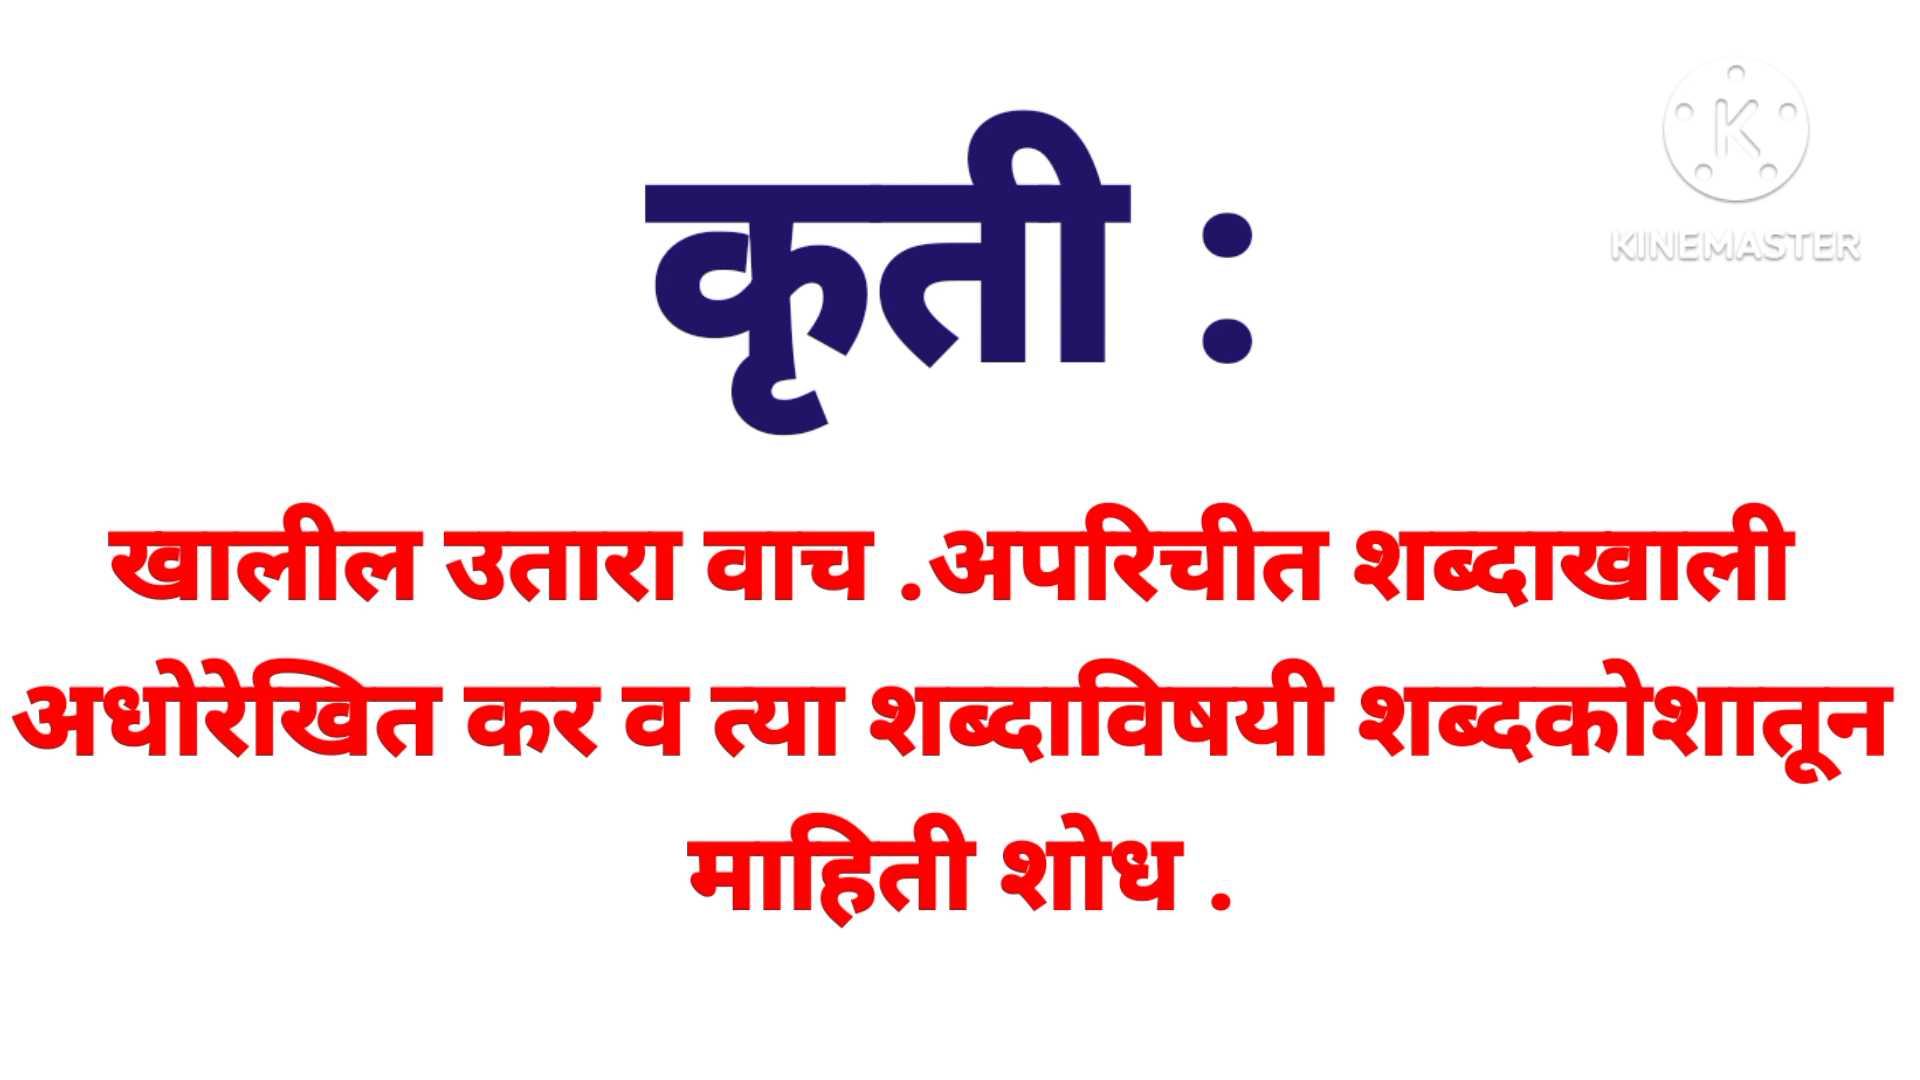 कृती :
K
KINEMASTER
खालील उतारा वाच .अपरिचीत शब्दाखाली
अधोरेखित कर व त्या शब्दाविषयी शब्दकोशातून
माहिती शोध .